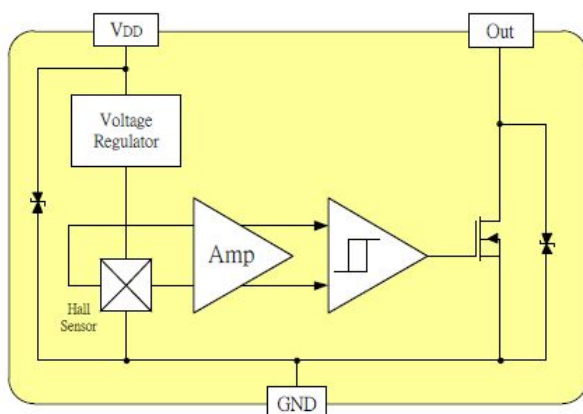 VDD
Out
Voltage
Regulator
Amp
Hall
Sensor
GND